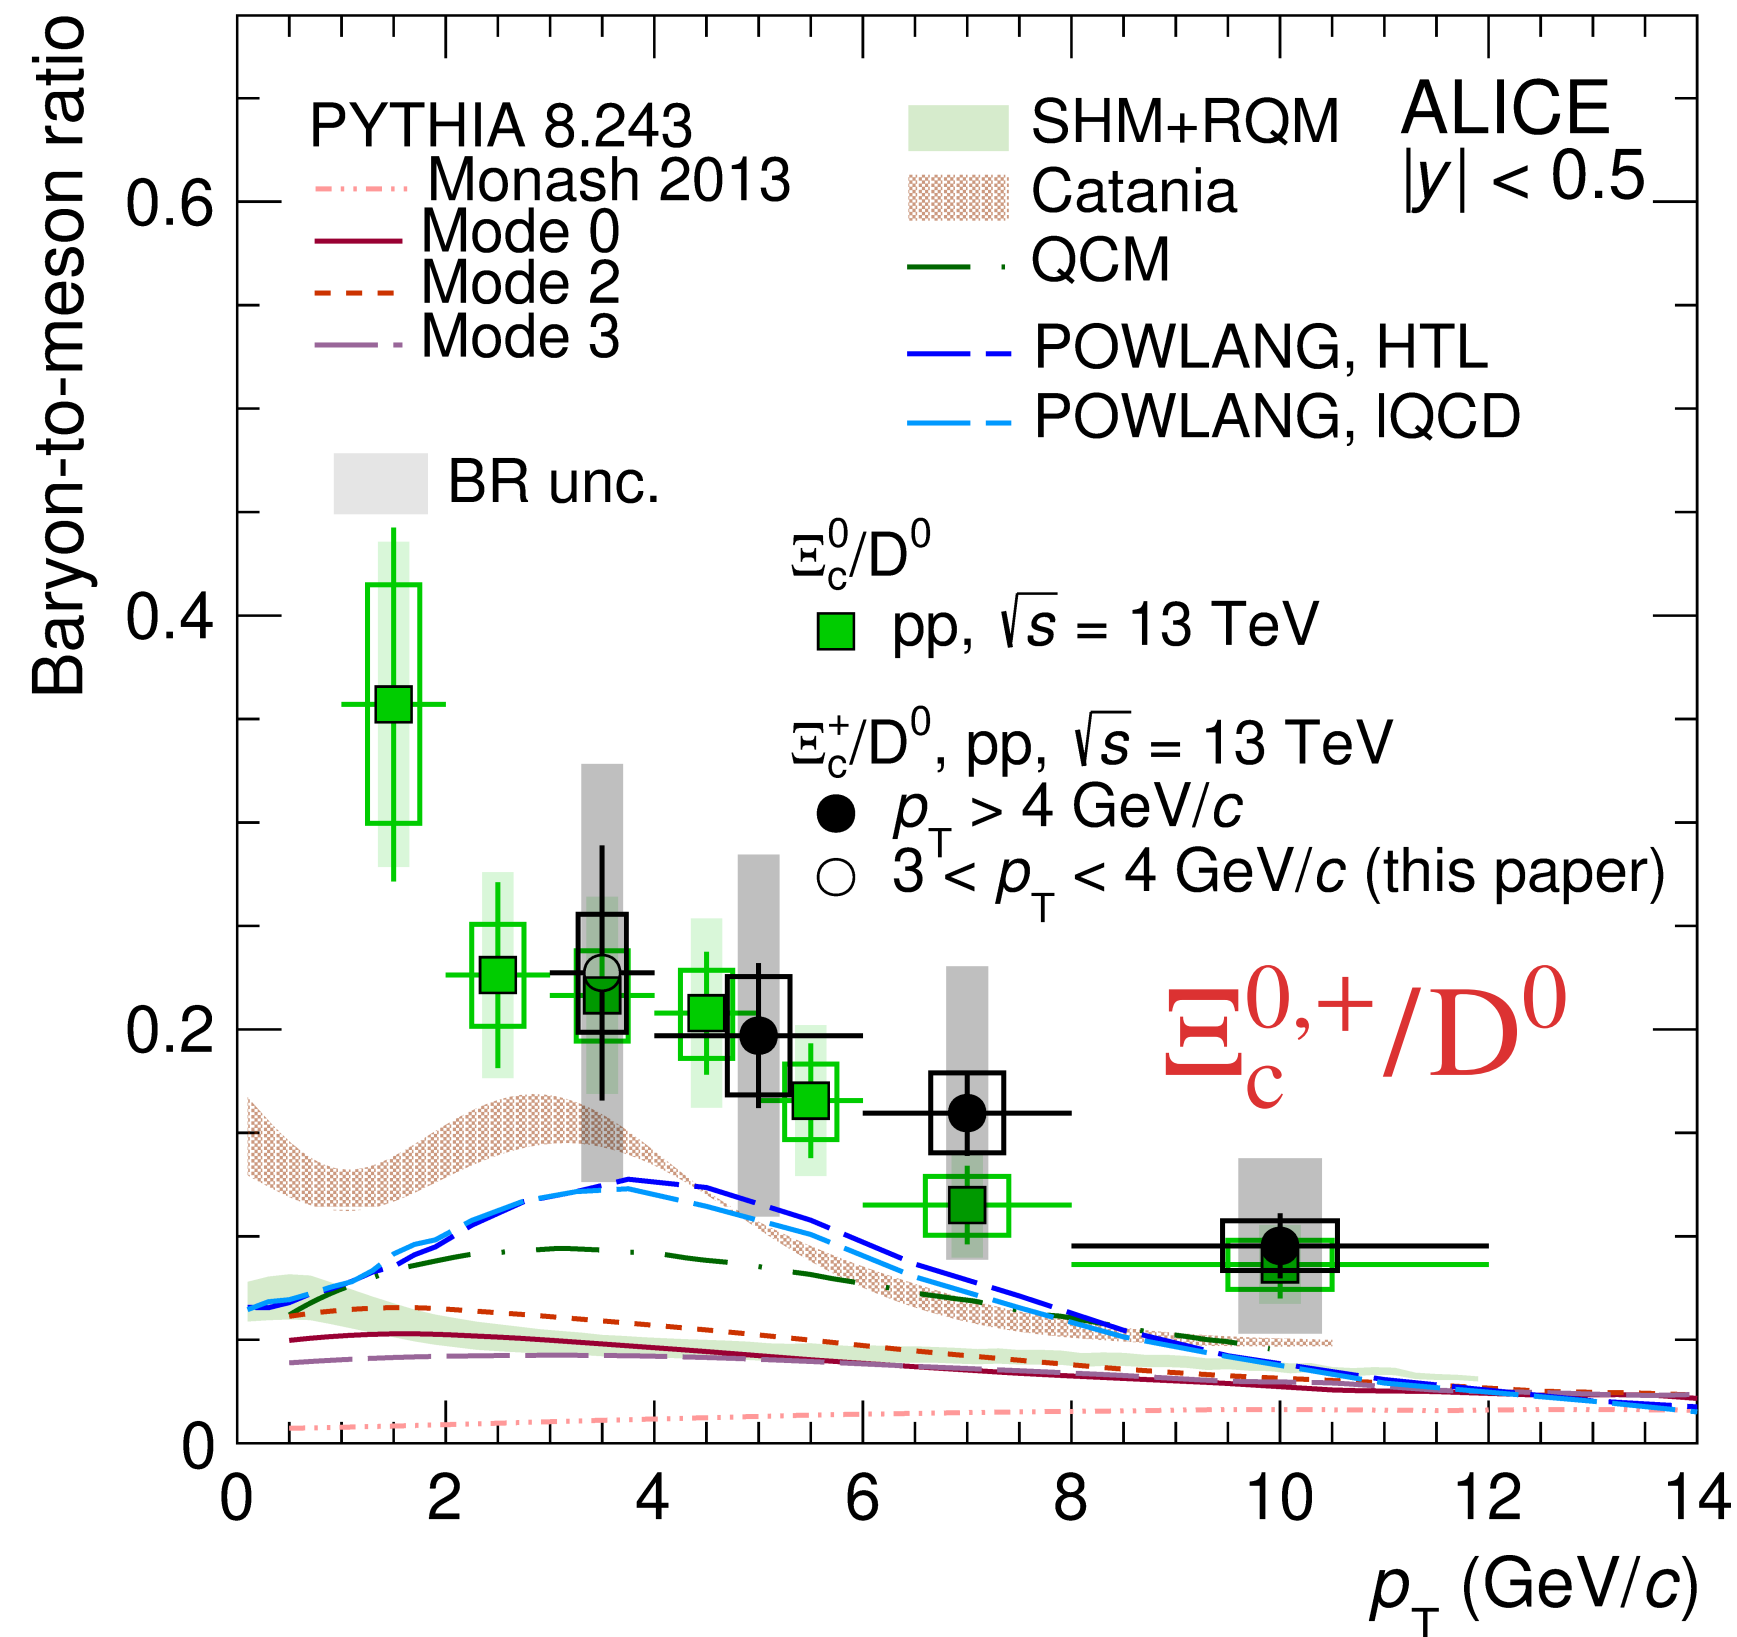 Baryon-to-meson ratio
0.6
0.4
0.2
0
PYTHIA 8.243
Monash 2013
Mode 0
Mode 2
Mode 3
BR unc.
SHM+RQM
Catania
QCM
POWLANG, HTL
POWLANG, lQCD
ALICE
|y| < 0.5
Ξc0/D0
pp, √s = 13 TeV
Ξc+/D0, pp, √s = 13 TeV
pT > 4 GeV/c
3 < pT < 4 GeV/c (this paper)
Ξc0,+/D0
0 2 4 6 8 10 12 14
pT (GeV/c)